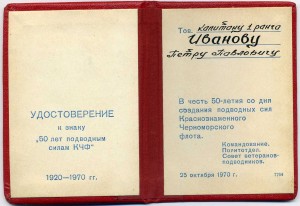 УДОСТОВЕРЕНИЕ
к знаку
„50 лет подводным
силам КЧФ"
1920—1970 гг.
Тов. капитану 1 ранга
Иванову
Петру Павловичу
В честь 50-летия со дня
создания подводных сил
Краснознаменного
Черноморского
флота.
Командование.
Политотдел.
Совет ветеранов-
подводников.
25 октября 1970 г.